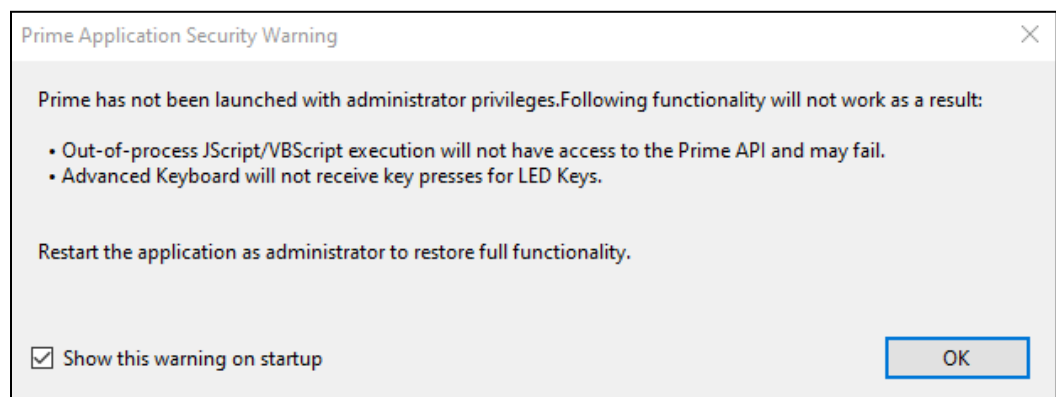 Prime Application Security Warning
Prime has not been launched with administrator privileges.Following functionality will not work as a result:
• Out-of-process JScript/VBScript execution will not have access to the Prime API and may fail.
• Advanced Keyboard will not receive key presses for LED Keys.
Restart the application as administrator to restore full functionality.
Show this warning on startup
OK